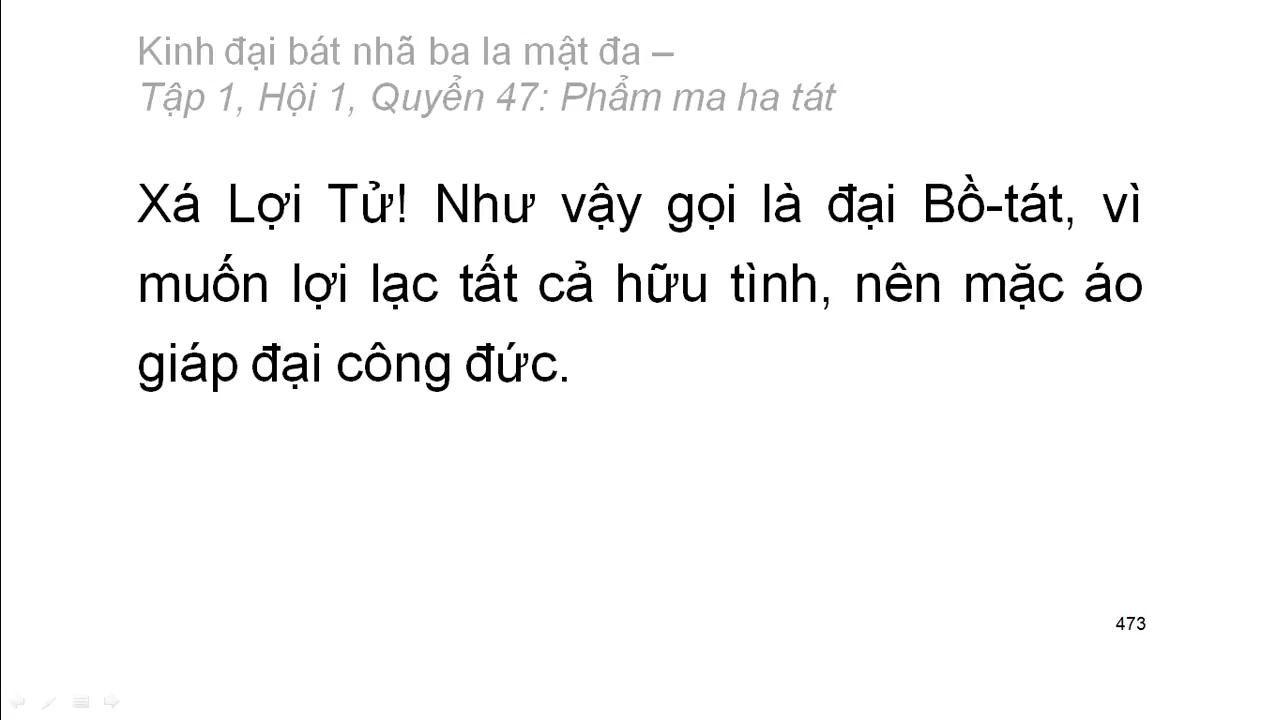 Kinh đại bát nhã ba la mật đa –
Tập 1, Hội 1, Quyển 47: Phẩm ma ha tát
Xá Lợi Tử! Như vậy gọi là đại Bồ-tát, vì
muốn lợi lạc tất cả hữu tình, nên mặc áo
giáp đại công đức.
473